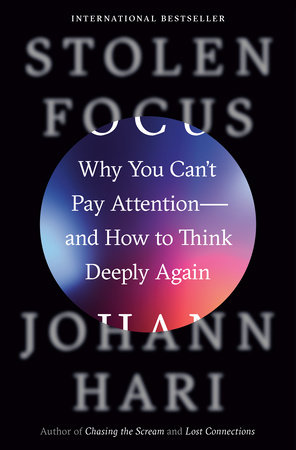 INTERNATIONAL BESTSELLER
STOLEN
FOCUS
Why You Can't
Pay Attention—
and How to Think
Deeply Again
JOHANN
HARI
Author of Chasing the Scream and Lost Connections